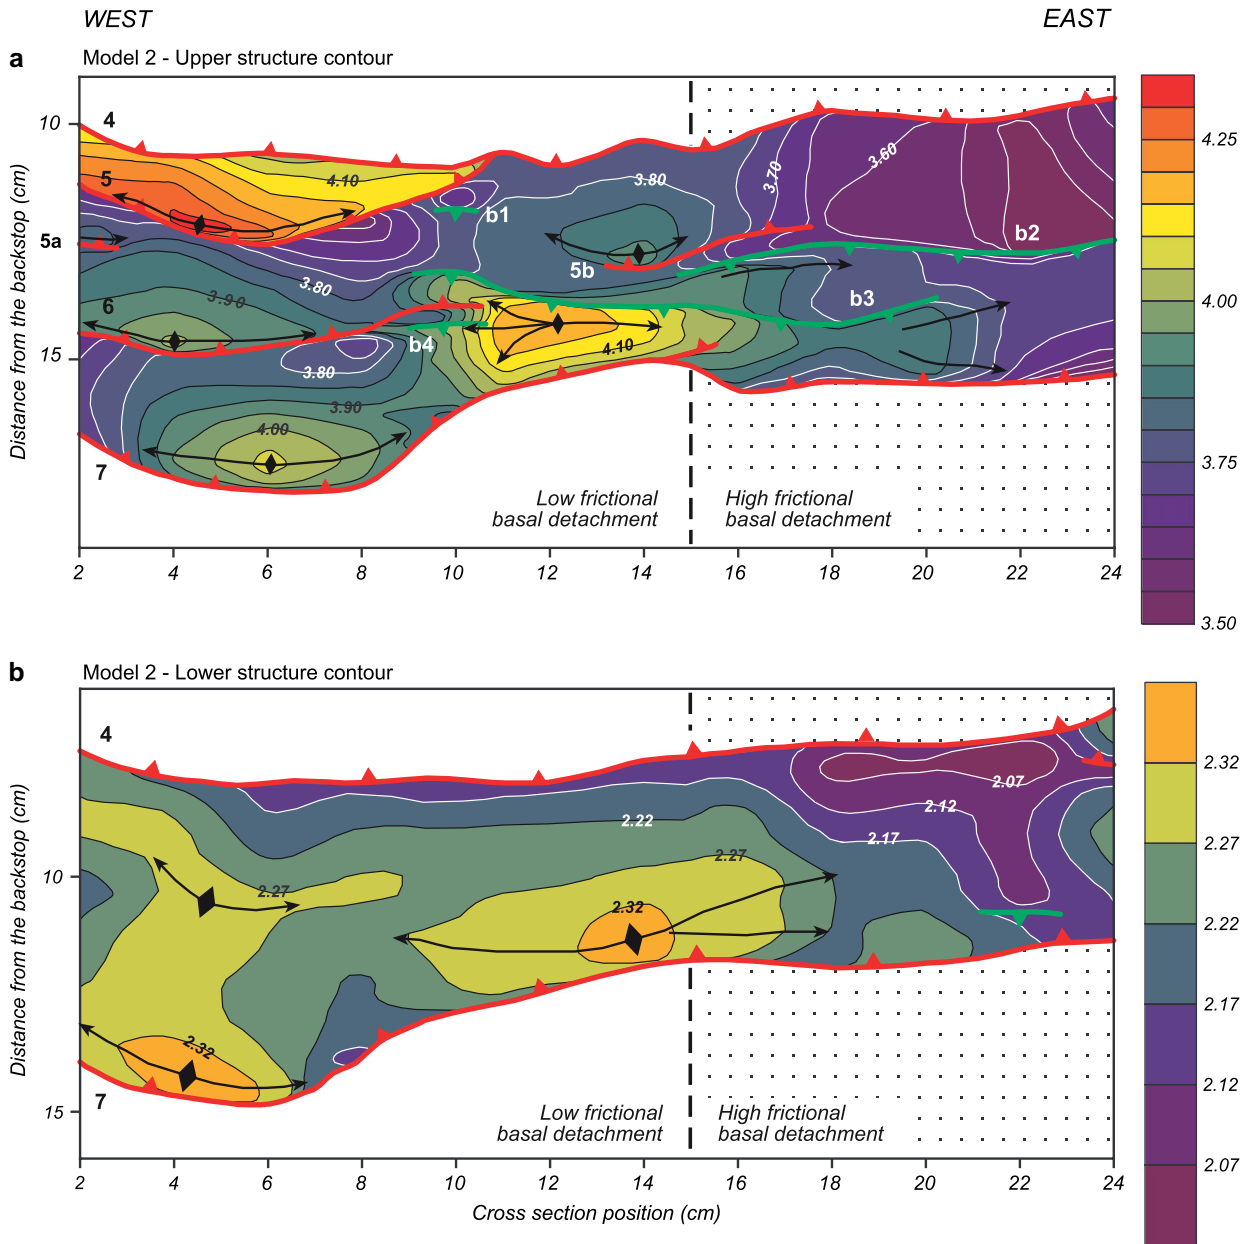 WEST
EAST
a
Model 2 - Upper structure contour
10
4
4.10
3.60
4.25
5
3.70
3.80
b1
5a
b2
5b
3.80
3.90
b3
4.00
6
b4
4.10
15
3.80
3.90
4.00
3.75
7
Low frictional
basal detachment
High frictional
basal detachment
Distance from the backstop (cm)
2 4 6 8 10 12 14 16 18 20 22 24
3.50
b
Model 2 - Lower structure contour
4
2.32
2.07
2.12
2.22
2.17
2.27
2.27
2.27
10
2.32
2.22
2.17
2.32
2.12
7
15
Low frictional
basal detachment
High frictional
basal detachment
2.07
Distance from the backstop (cm)
2 4 6 8 10 12 14 16 18 20 22 24
Cross section position (cm)